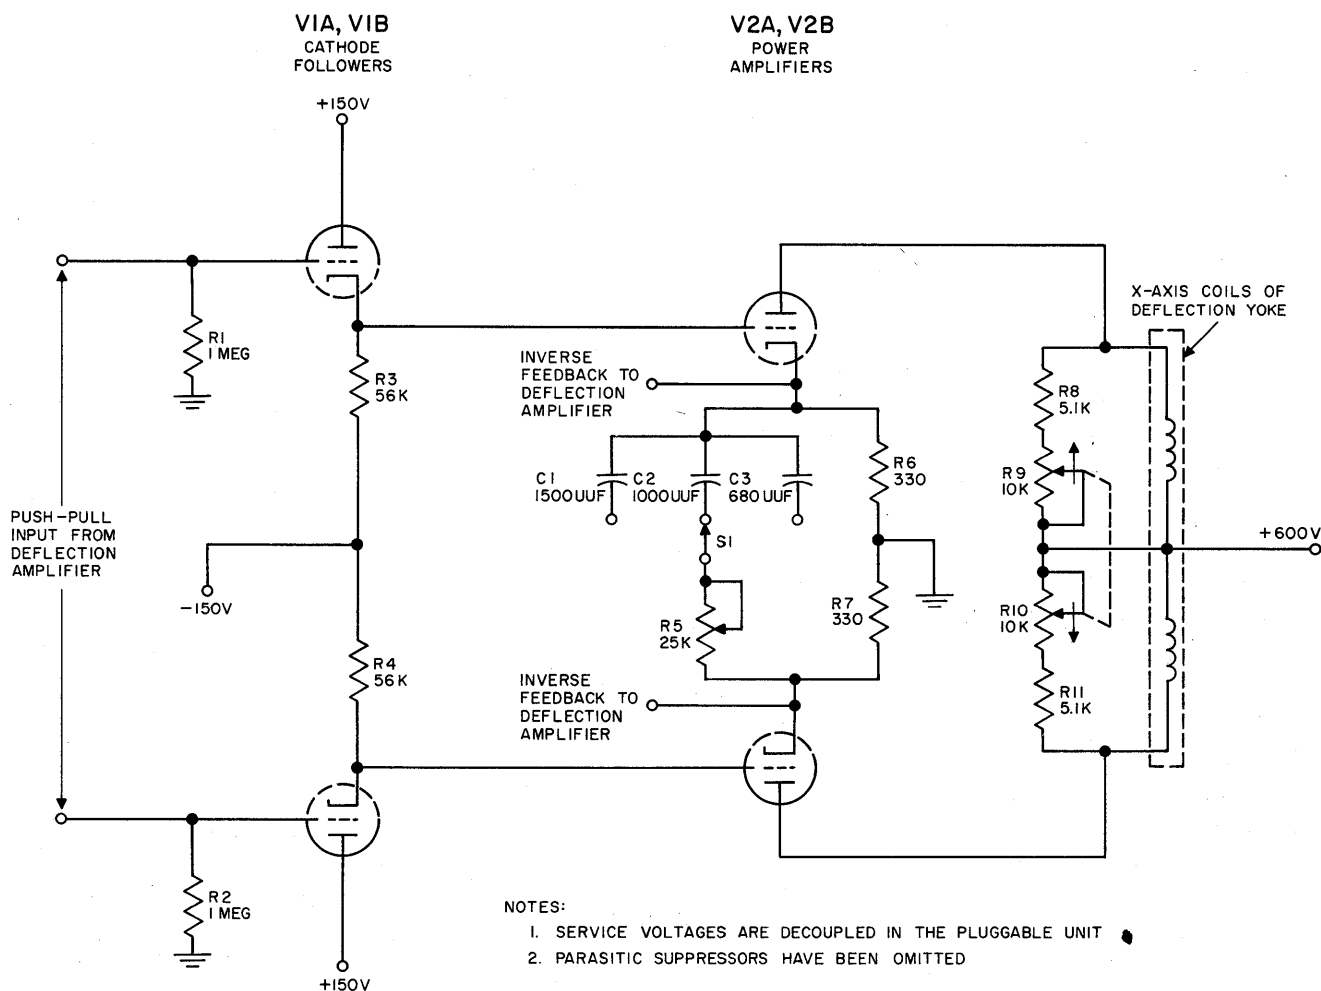 V1A, V1B
CATHODE
FOLLOWERS
+150V
V2A, V2B
POWER
AMPLIFIERS
X-AXIS COILS OF
DEFLECTION YOKE
R1
1 MEG
R3
56K
INVERSE
FEEDBACK TO
DEFLECTION
AMPLIFIER
R8
5.1K
C1
1500UUF
C2
1000UUF
C3
680UUF
R6
330
R9
10K
PUSH-PULL
INPUT FROM
DEFLECTION
AMPLIFIER
S1
+600V
-150V
R5
25K
R7
330
R10
10K
R4
56K
INVERSE
FEEDBACK TO
DEFLECTION
AMPLIFIER
R11
5.1K
R2
1 MEG
+150V
NOTES:
1. SERVICE VOLTAGES ARE DECOUPLED IN THE PLUGGABLE UNIT
2. PARASITIC SUPPRESSORS HAVE BEEN OMITTED